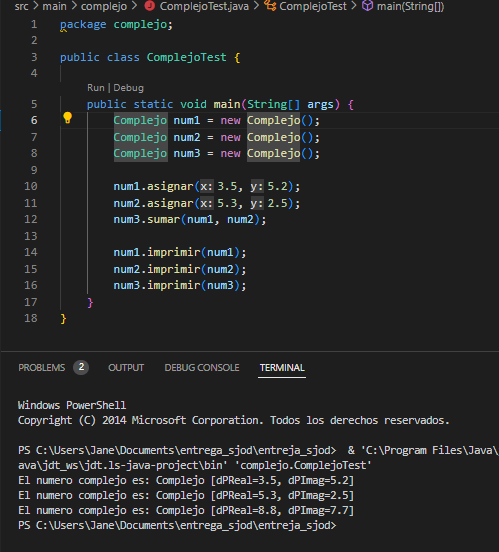 src > main > complejo > J ComplejoTest.java > ComplejoTest > main(String[])
1 package complejo;
2
3 public class ComplejoTest {
4
Run | Debug
5 public static void main(String[] args) {
6 Complejo num1 = new Complejo();
7 Complejo num2 = new Complejo();
8 Complejo num3 = new Complejo();
9
10 num1.asignar(x:3.5, y:5.2);
11 num2.asignar(x:5.3, y:2.5);
12 num3.sumar(num1, num2);
13
14 num1.imprimir(num1);
15 num2.imprimir(num2);
16 num3.imprimir(num3);
17 }
18 }
PROBLEMS 2 OUTPUT DEBUG CONSOLE TERMINAL
Windows PowerShell
Copyright (C) 2014 Microsoft Corporation. Todos los derechos reservados.
PS C:\Users\Jane\Documents\entrega_sjod\entreja_sjod> & 'C:\Program Files\Java\
ava\jdt_ws\jdt.ls-java-project\bin' 'complejo.ComplejoTest'
El numero complejo es: Complejo [dPReal=3.5, dPImag=5.2]
El numero complejo es: Complejo [dPReal=5.3, dPImag=2.5]
El numero complejo es: Complejo [dPReal=8.8, dPImag=7.7]
PS C:\Users\Jane\Documents\entrega_sjod\entreja_sjod>